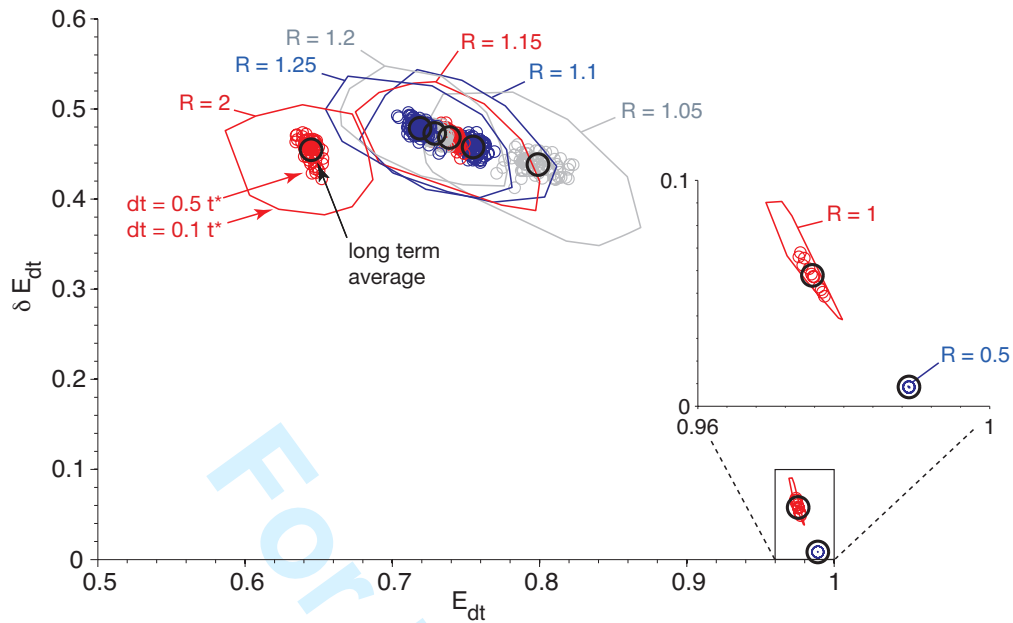 0.6
0.5
0.4
0.3
0.2
0.1
0
δ E_dt
0.5
0.6
0.7
0.8
0.9
1
E_dt
R = 1.2
R = 1.25
R = 2
R = 1.15
R = 1.1
R = 1.05
dt = 0.5 t*
dt = 0.1 t*
long term
average
0.1
0
0.96
1
R = 1
R = 0.5
For